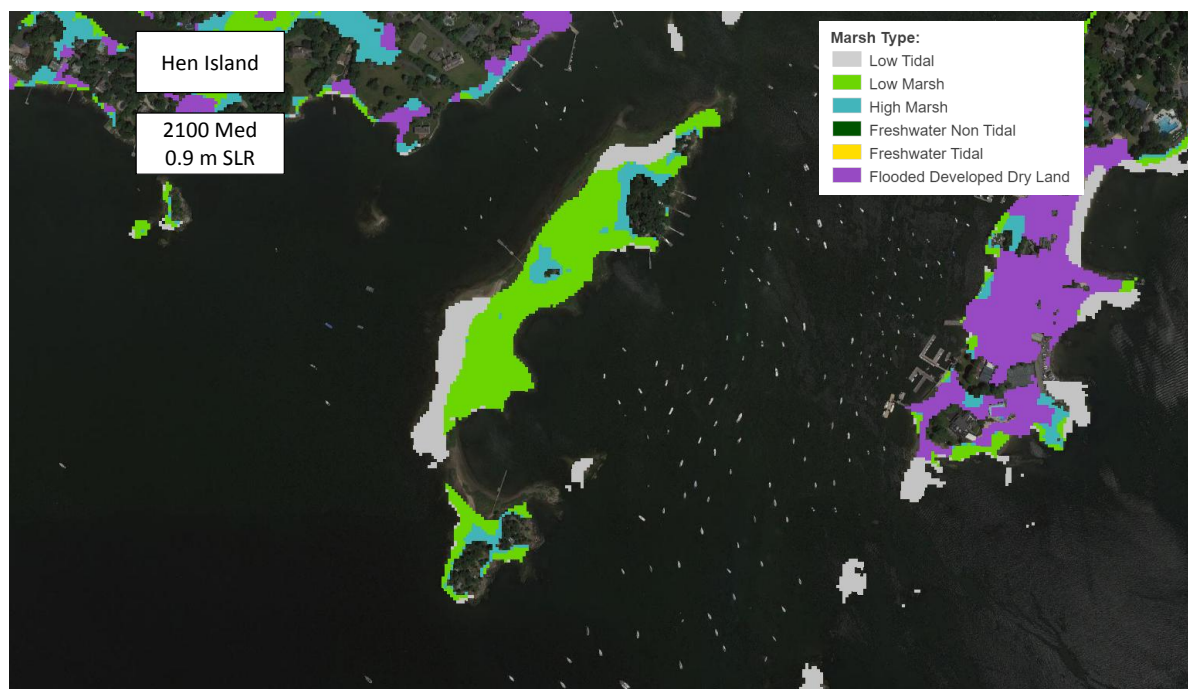 Hen Island
2100 Med
0.9 m SLR
Marsh Type:
Low Tidal
Low Marsh
High Marsh
Freshwater Non Tidal
Freshwater Tidal
Flooded Developed Dry Land